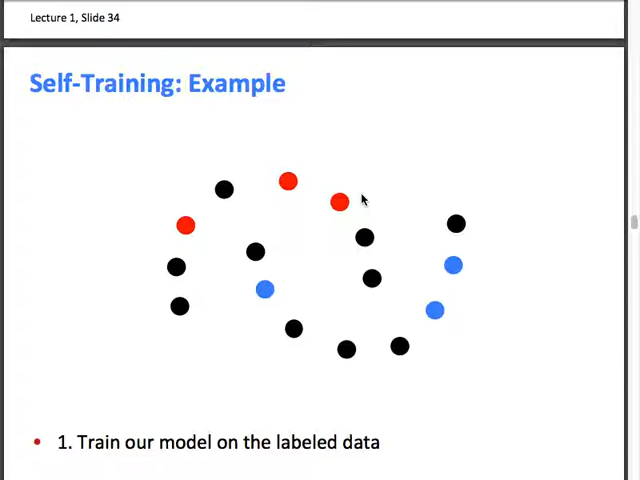 Lecture 1, Slide 34
Self-Training: Example
• 1. Train our model on the labeled data